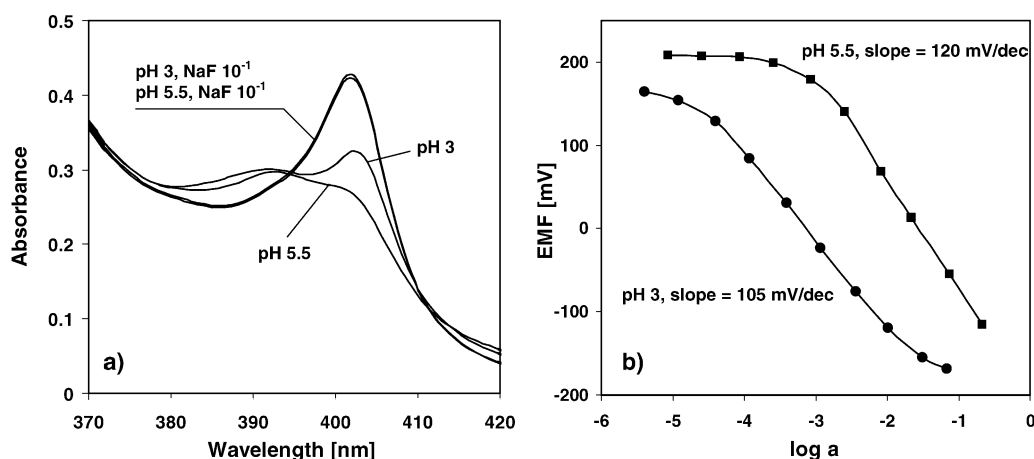 0.5
0.4
0.3
0.2
0.1
0
Absorbance
pH 3, NaF 10⁻¹
pH 5.5, NaF 10⁻¹
pH 3
pH 5.5
a)
370
380
390
400
410
420
Wavelength [nm]
200
100
0
-100
-200
EMF [mV]
pH 5.5, slope = 120 mV/dec
pH 3, slope = 105 mV/dec
b)
-6
-5
-4
-3
-2
-1
0
log a